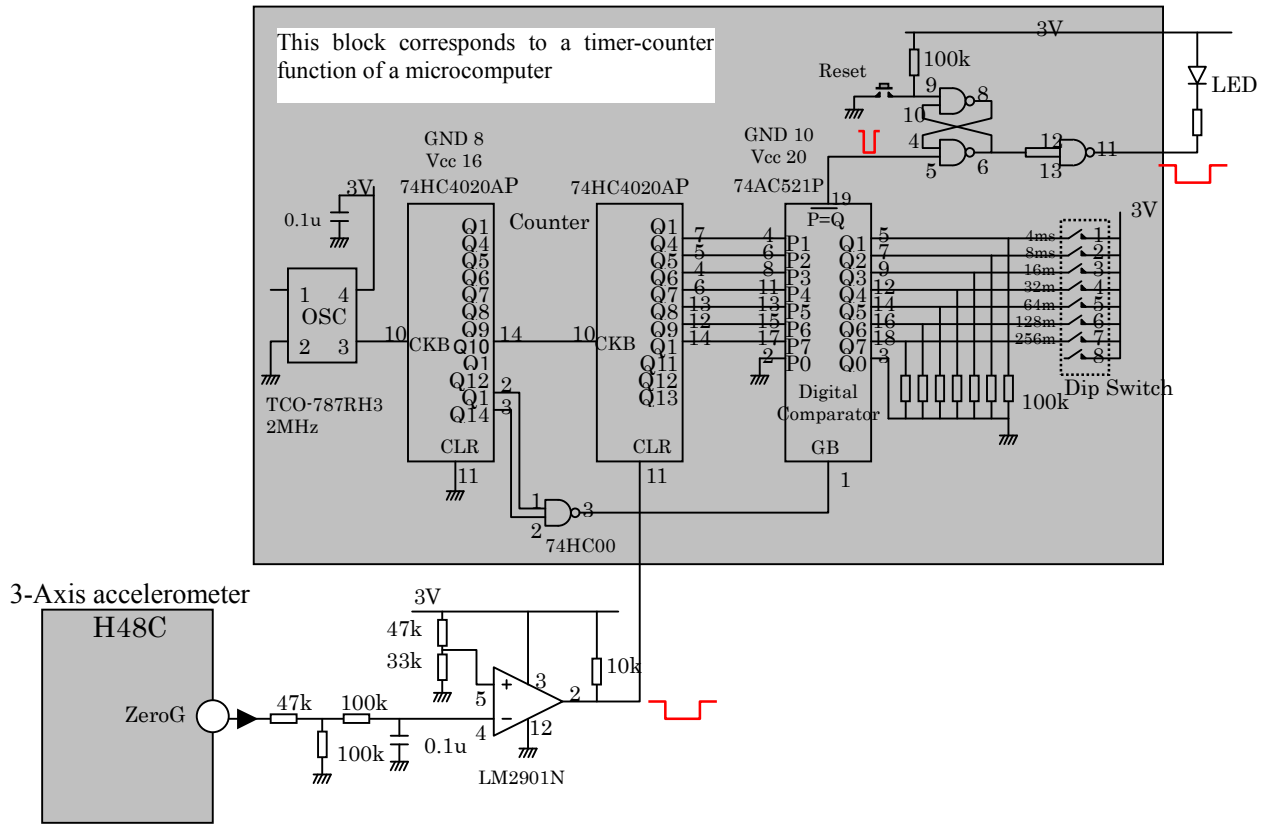 This block corresponds to a timer-counter
function of a microcomputer
3V
100k
Reset
LED
9
8
10
4
5
6
12
13
11
GND 8
Vcc 16
74HC4020AP
74HC4020AP
GND 10
Vcc 20
74AC521P
3V
0.1u
Counter
19
P=Q
3V
1 4
OSC
2 3
TCO-787RH3
2MHz
10
CKB
Q1
Q4
Q5
Q6
Q7
Q8
Q9
Q10
Q1
Q12
Q1
Q14
14
2
3
CLR
11
10
CKB
Q1
Q4
Q5
Q6
Q7
Q8
Q9
Q1
Q11
Q12
Q13
CLR
11
7 4
5 6
4 8
6 11
13 13
12 15
14 17
2
P1
P2
P3
P4
P5
P6
P7
P0
Q1
Q2
Q3
Q4
Q5
Q6
Q7
Q0
5
7
9
12
14
16
18
3
Digital
Comparator
GB
1
4ms 1
8ms 2
16m 3
32m 4
64m 5
128m 6
256m 7
8
Dip Switch
100k
1
2
3
74HC00
3-Axis accelerometer
H48C
ZeroG
47k
100k
100k
0.1u
3V
47k
33k
10k
5
+
3
2
4
−
12
LM2901N